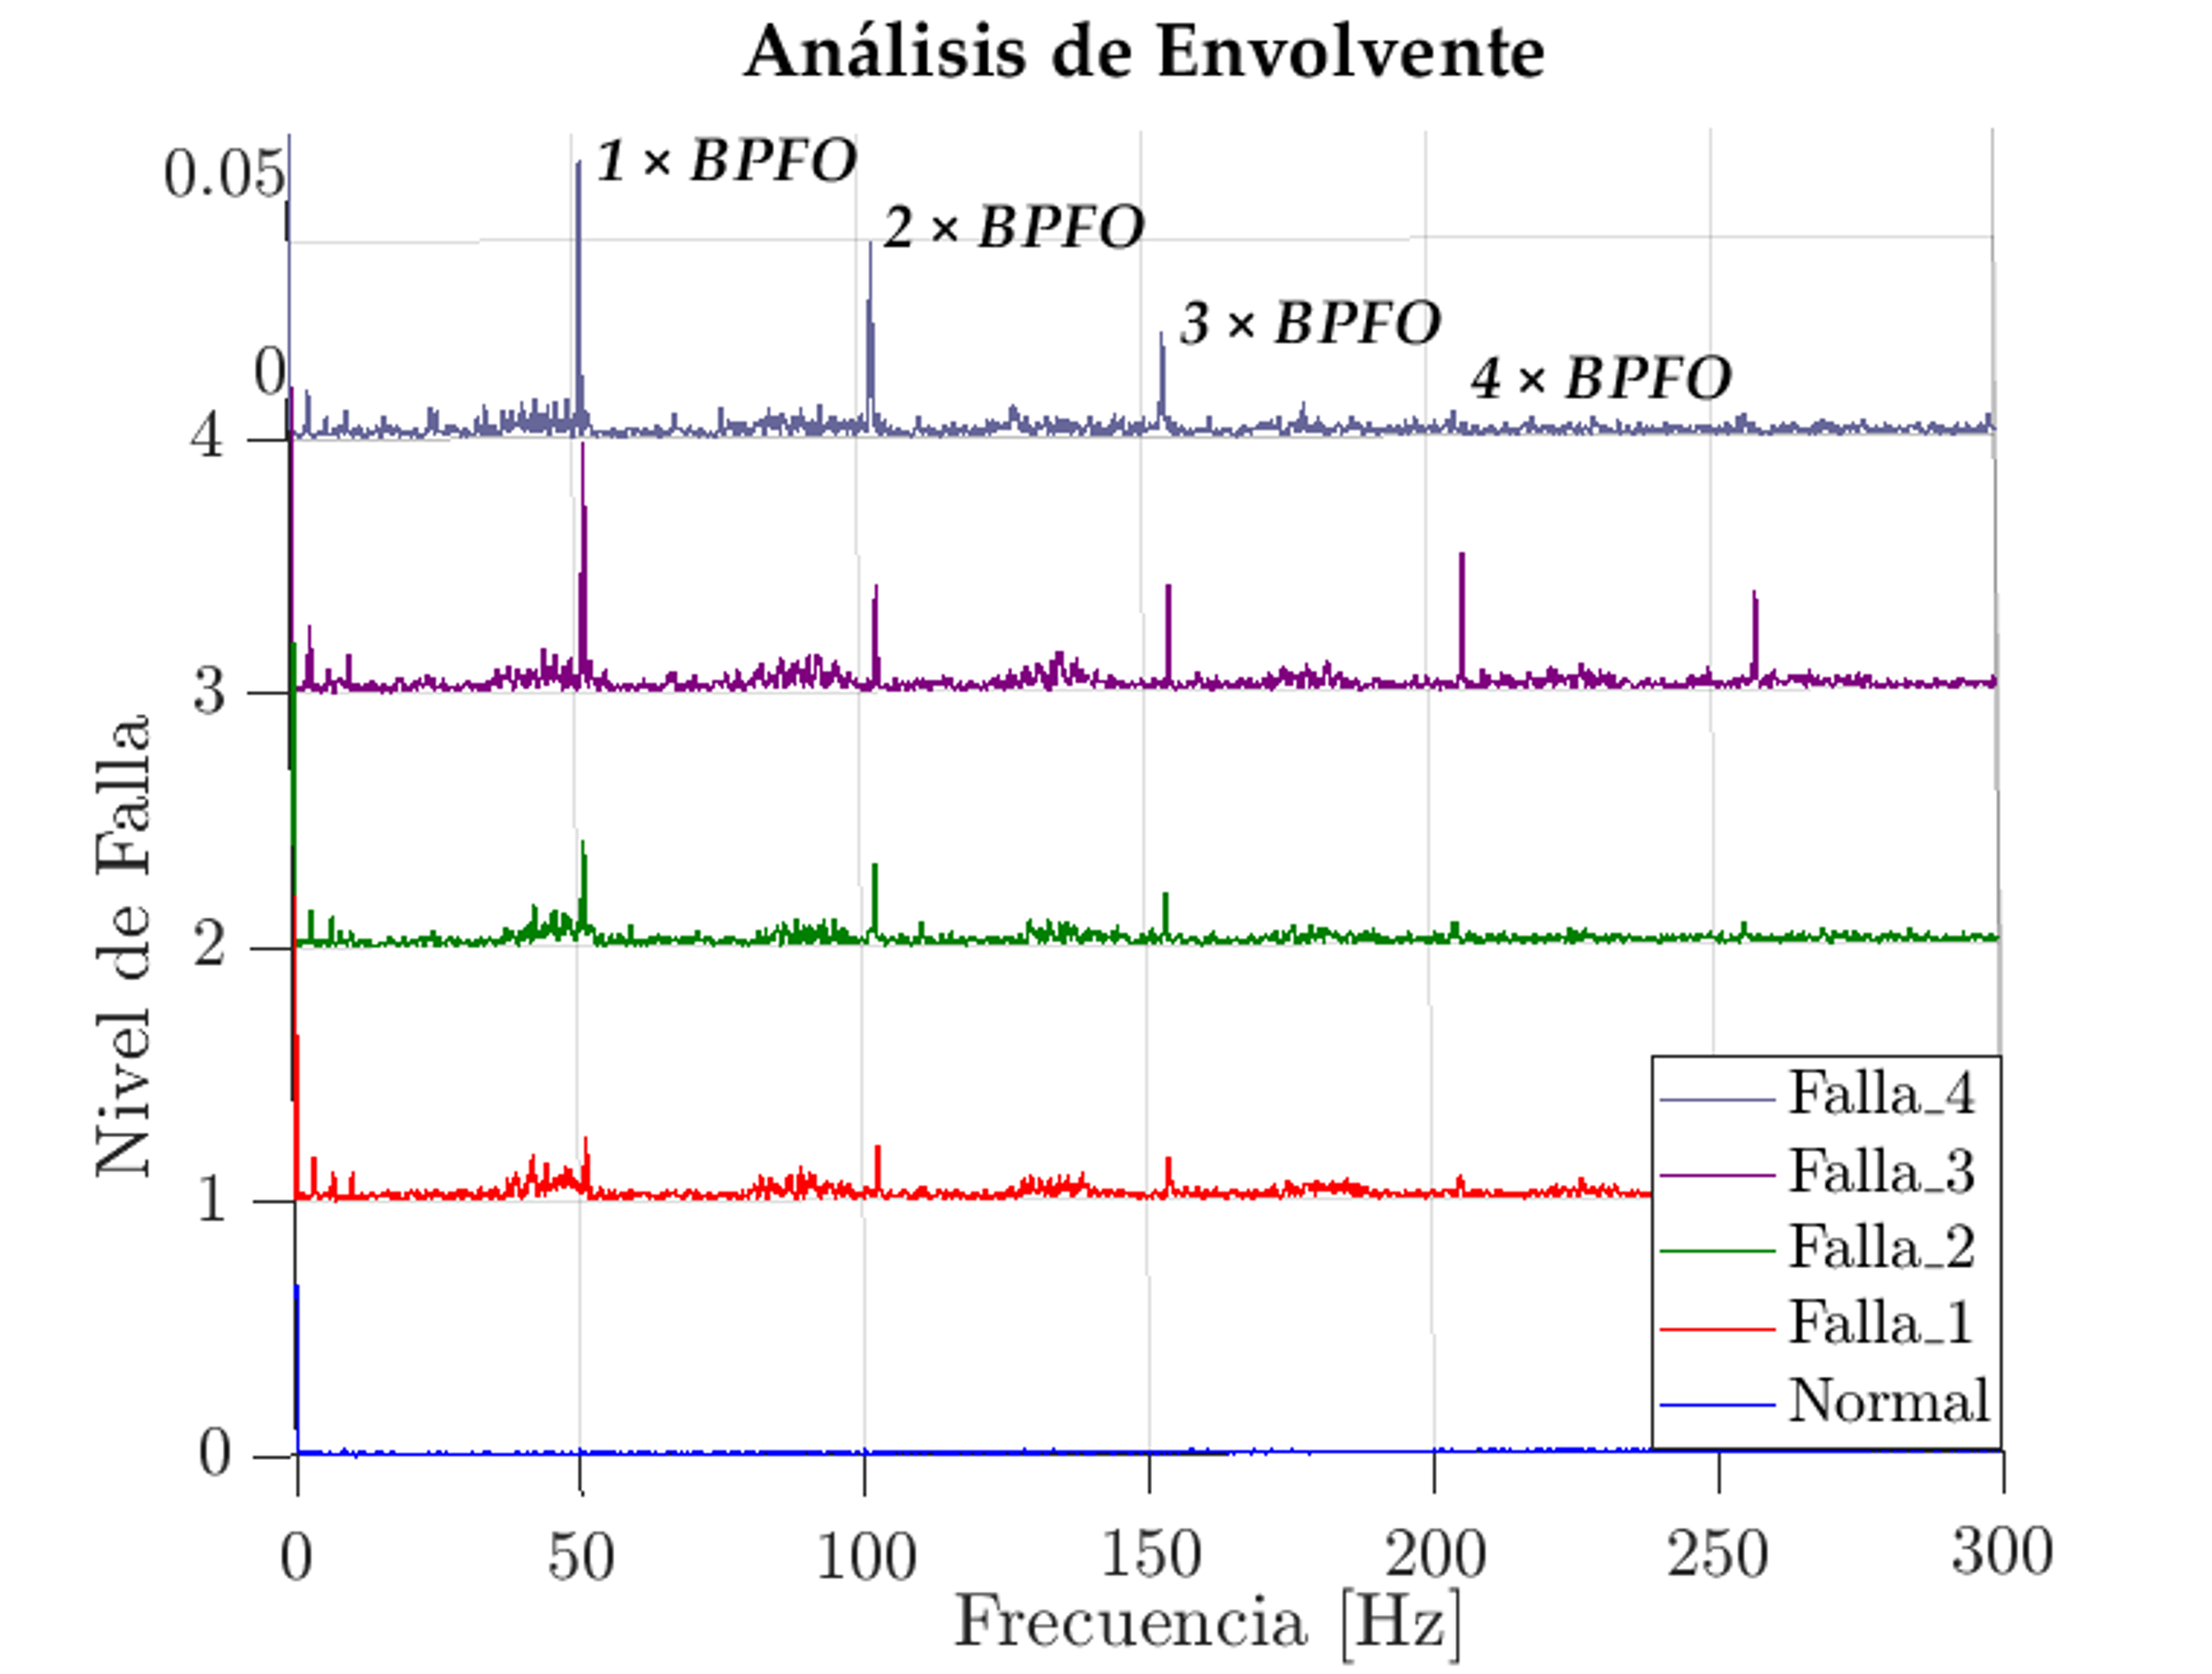 Análisis de Envolvente
0.05
1 × BPFO
2 × BPFO
3 × BPFO
0
4 × BPFO
4
3
2
1
0
Nivel de Falla
Falla_4
Falla_3
Falla_2
Falla_1
Normal
0 50 100 150 200 250 300
Frecuencia [Hz]